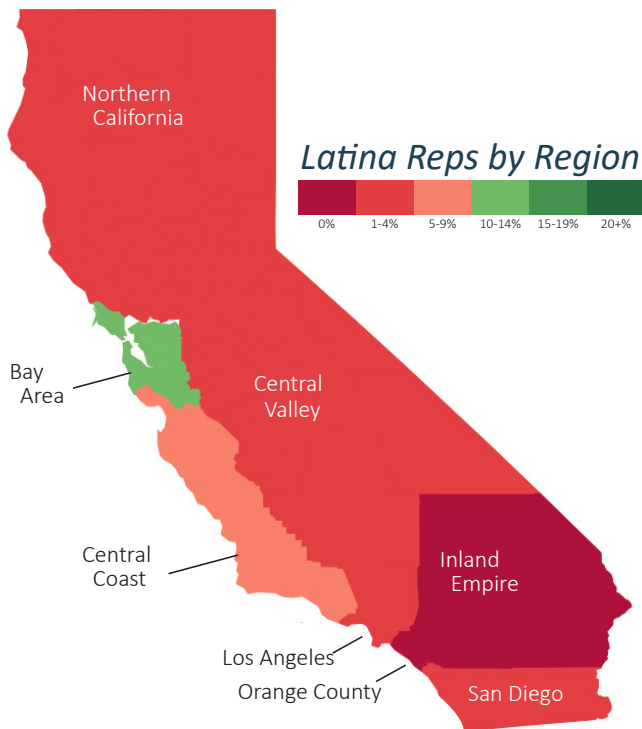 Northern
California
Latina Reps by Region
0% 1-4% 5-9% 10-14% 15-19% 20+%
Bay
Area
Central
Valley
Central
Coast
Inland
Empire
Los Angeles
Orange County
San Diego